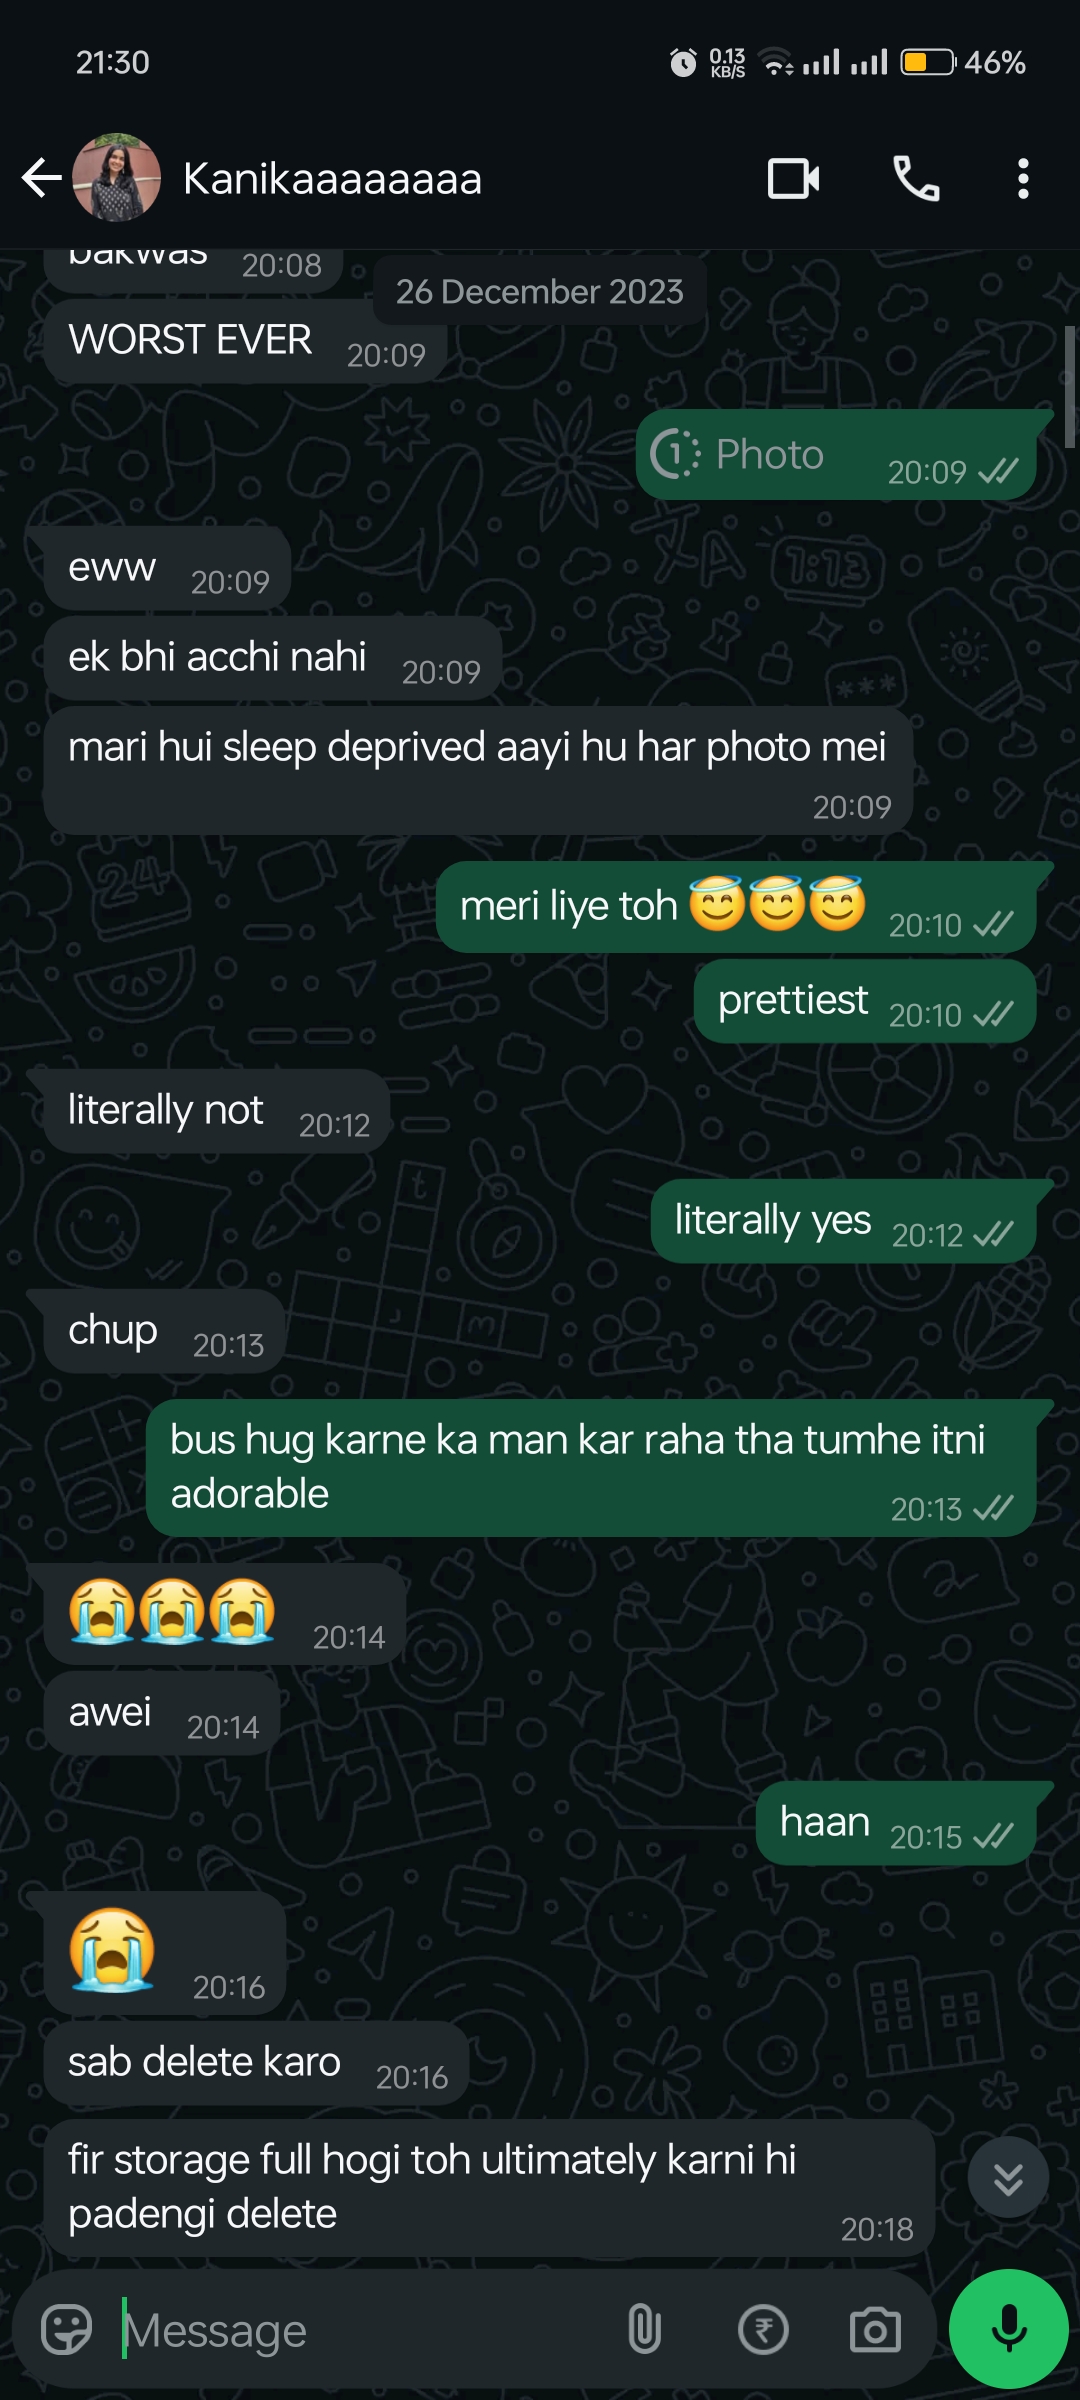 21:30
0.13
KB/S
46%
Kanikaaaaaaaa
bakwas 20:08
26 December 2023
WORST EVER 20:09
1 Photo 20:09
eww 20:09
ek bhi acchi nahi 20:09
mari hui sleep deprived aayi hu har photo mei
20:09
meri liye toh 😇😇😇 20:10
prettiest 20:10
literally not 20:12
literally yes 20:12
chup 20:13
bus hug karne ka man kar raha tha tumhe itni
adorable 20:13
😭😭😭 20:14
awei 20:14
haan 20:15
😭 20:16
sab delete karo 20:16
fir storage full hogi toh ultimately karni hi
padengi delete 20:18
Message